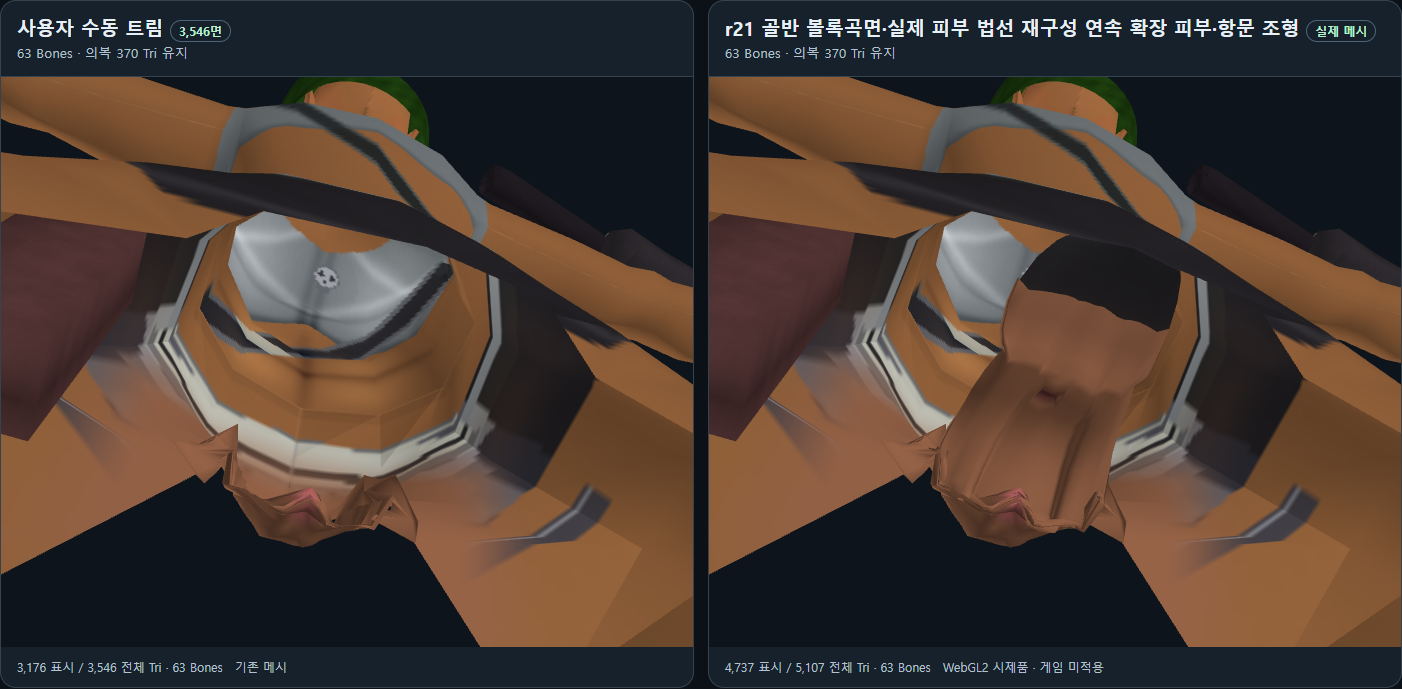 사용자 수동 트림 3,546면
63 Bones · 의복 370 Tri 유지
3,176 표시 / 3,546 전체 Tri · 63 Bones 기존 메시
r21 골반 볼록곡면·실제 피부 법선 재구성 연속 확장 피부·항문 조형 실제 메시
63 Bones · 의복 370 Tri 유지
4,737 표시 / 5,107 전체 Tri · 63 Bones WebGL2 시제품 · 게임 미적용